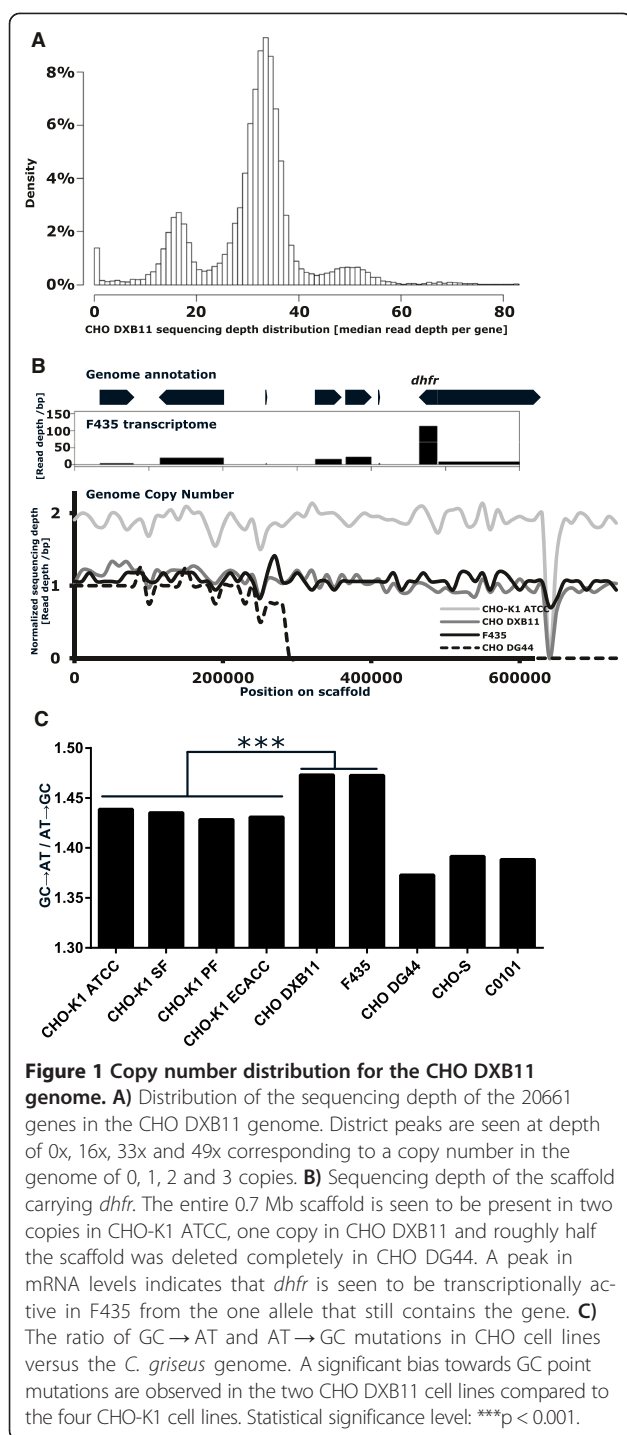 A
8%
6%
4%
2%
0%
Density
0 20 40 60 80
CHO DXB11 sequencing depth distribution [median read depth per gene]
B
Genome annotation
dhfr
150
100
50
0
[Read depth /bp]
F435 transcriptome
Genome Copy Number
2
1
0
Normalized sequencing depth
[Read depth /bp]
CHO-K1 ATCC
CHO DXB11
F435
CHO DG44
0 200000 400000 600000
Position on scaffold
C
1.50
1.45
1.40
1.35
1.30
GC→AT / AT→GC
***
CHO-K1 ATCC
CHO-K1 SF
CHO-K1 PF
CHO-K1 ECACC
CHO DXB11
F435
CHO DG44
CHO-S
C0101
Figure 1 Copy number distribution for the CHO DXB11
genome. A) Distribution of the sequencing depth of the 20661
genes in the CHO DXB11 genome. District peaks are seen at depth
of 0x, 16x, 33x and 49x corresponding to a copy number in the
genome of 0, 1, 2 and 3 copies. B) Sequencing depth of the scaffold
carrying dhfr. The entire 0.7 Mb scaffold is seen to be present in two
copies in CHO-K1 ATCC, one copy in CHO DXB11 and roughly half
the scaffold was deleted completely in CHO DG44. A peak in
mRNA levels indicates that dhfr is seen to be transcriptionally ac-
tive in F435 from the one allele that still contains the gene. C)
The ratio of GC → AT and AT → GC mutations in CHO cell lines
versus the C. griseus genome. A significant bias towards GC point
mutations are observed in the two CHO DXB11 cell lines compared to
the four CHO-K1 cell lines. Statistical significance level: ***p < 0.001.